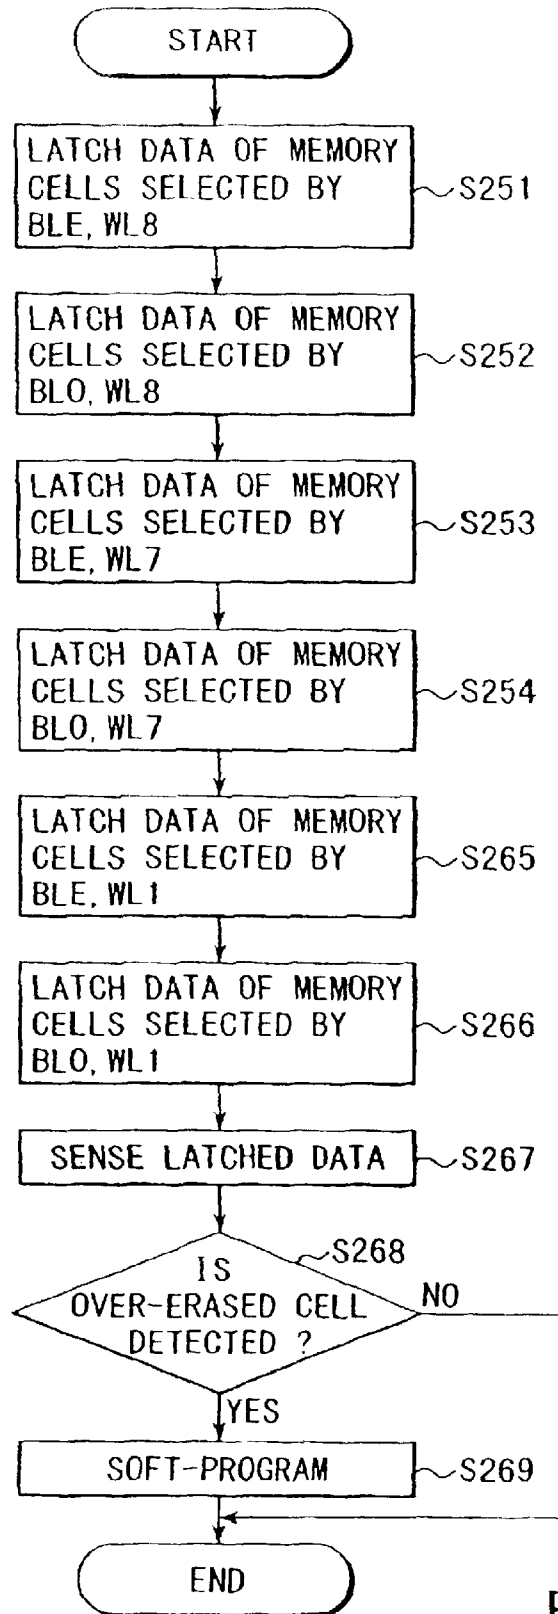 START
LATCH DATA OF MEMORY
CELLS SELECTED BY
BLE, WL8
S251
LATCH DATA OF MEMORY
CELLS SELECTED BY
BLO, WL8
S252
LATCH DATA OF MEMORY
CELLS SELECTED BY
BLE, WL7
S253
LATCH DATA OF MEMORY
CELLS SELECTED BY
BLO, WL7
S254
LATCH DATA OF MEMORY
CELLS SELECTED BY
BLE, WL1
S265
LATCH DATA OF MEMORY
CELLS SELECTED BY
BLO, WL1
S266
SENSE LATCHED DATA
S267
S268
IS
OVER-ERASED CELL
DETECTED ?
NO
YES
SOFT-PROGRAM
S269
END